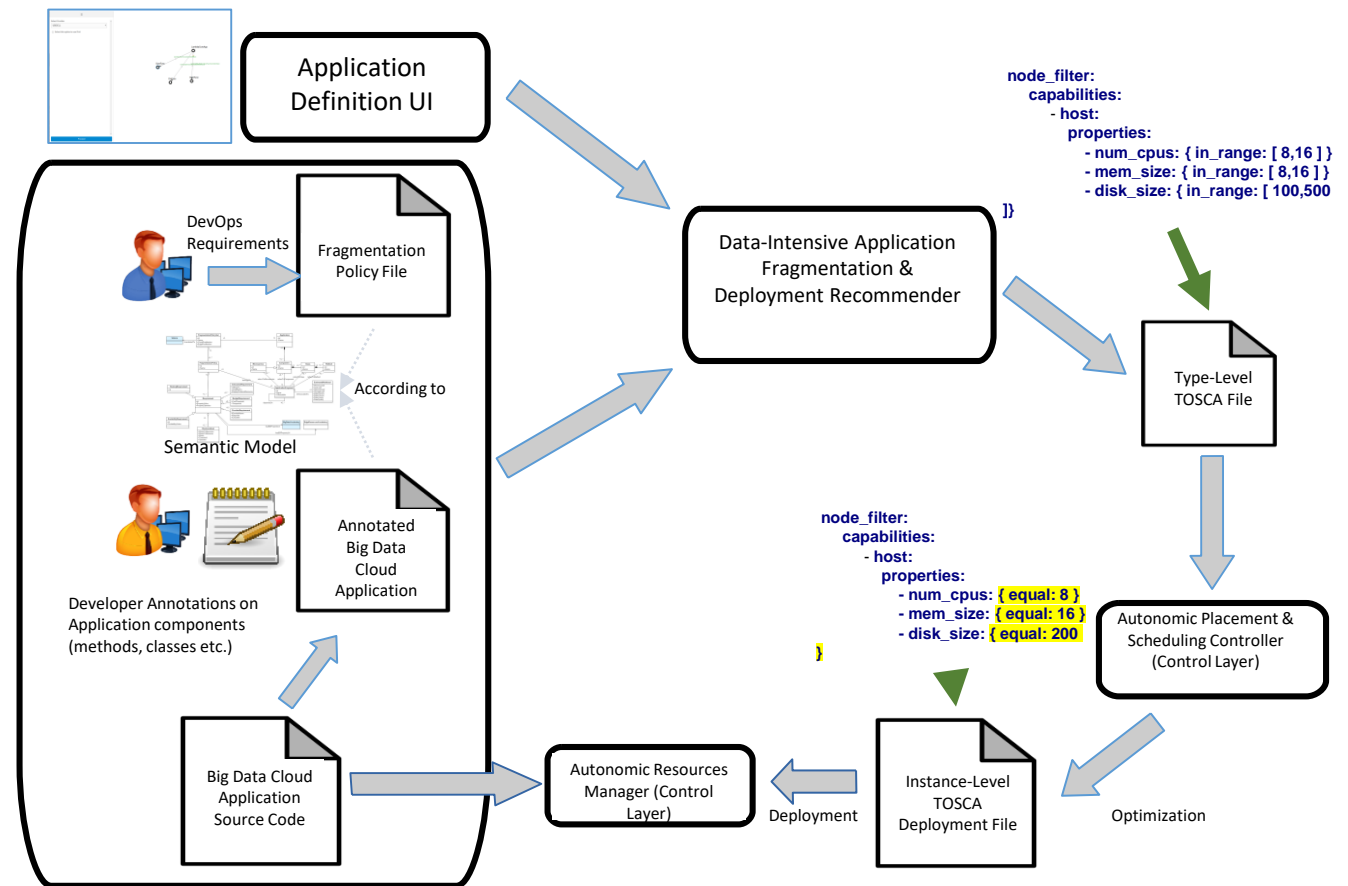 Application
Definition UI
node_filter:
capabilities:
- host:
properties:
- num_cpus: { in_range: [ 8,16 ] }
- mem_size: { in_range: [ 8,16 ] }
- disk_size: { in_range: [ 100,500
]}
DevOps
Requirements
Fragmentation
Policy File
Data-Intensive Application
Fragmentation &
Deployment Recommender
According to
Semantic Model
Type-Level
TOSCA File
Annotated
Big Data
Cloud
Application
Developer Annotations on
Application components
(methods, classes etc.)
node_filter:
capabilities:
- host:
properties:
- num_cpus: { equal: 8 }
- mem_size: { equal: 16 }
- disk_size: { equal: 200
}
Autonomic Placement &
Scheduling Controller
(Control Layer)
Big Data Cloud
Application
Source Code
Autonomic Resources
Manager (Control
Layer)
Deployment
Instance-Level
TOSCA
Deployment File
Optimization